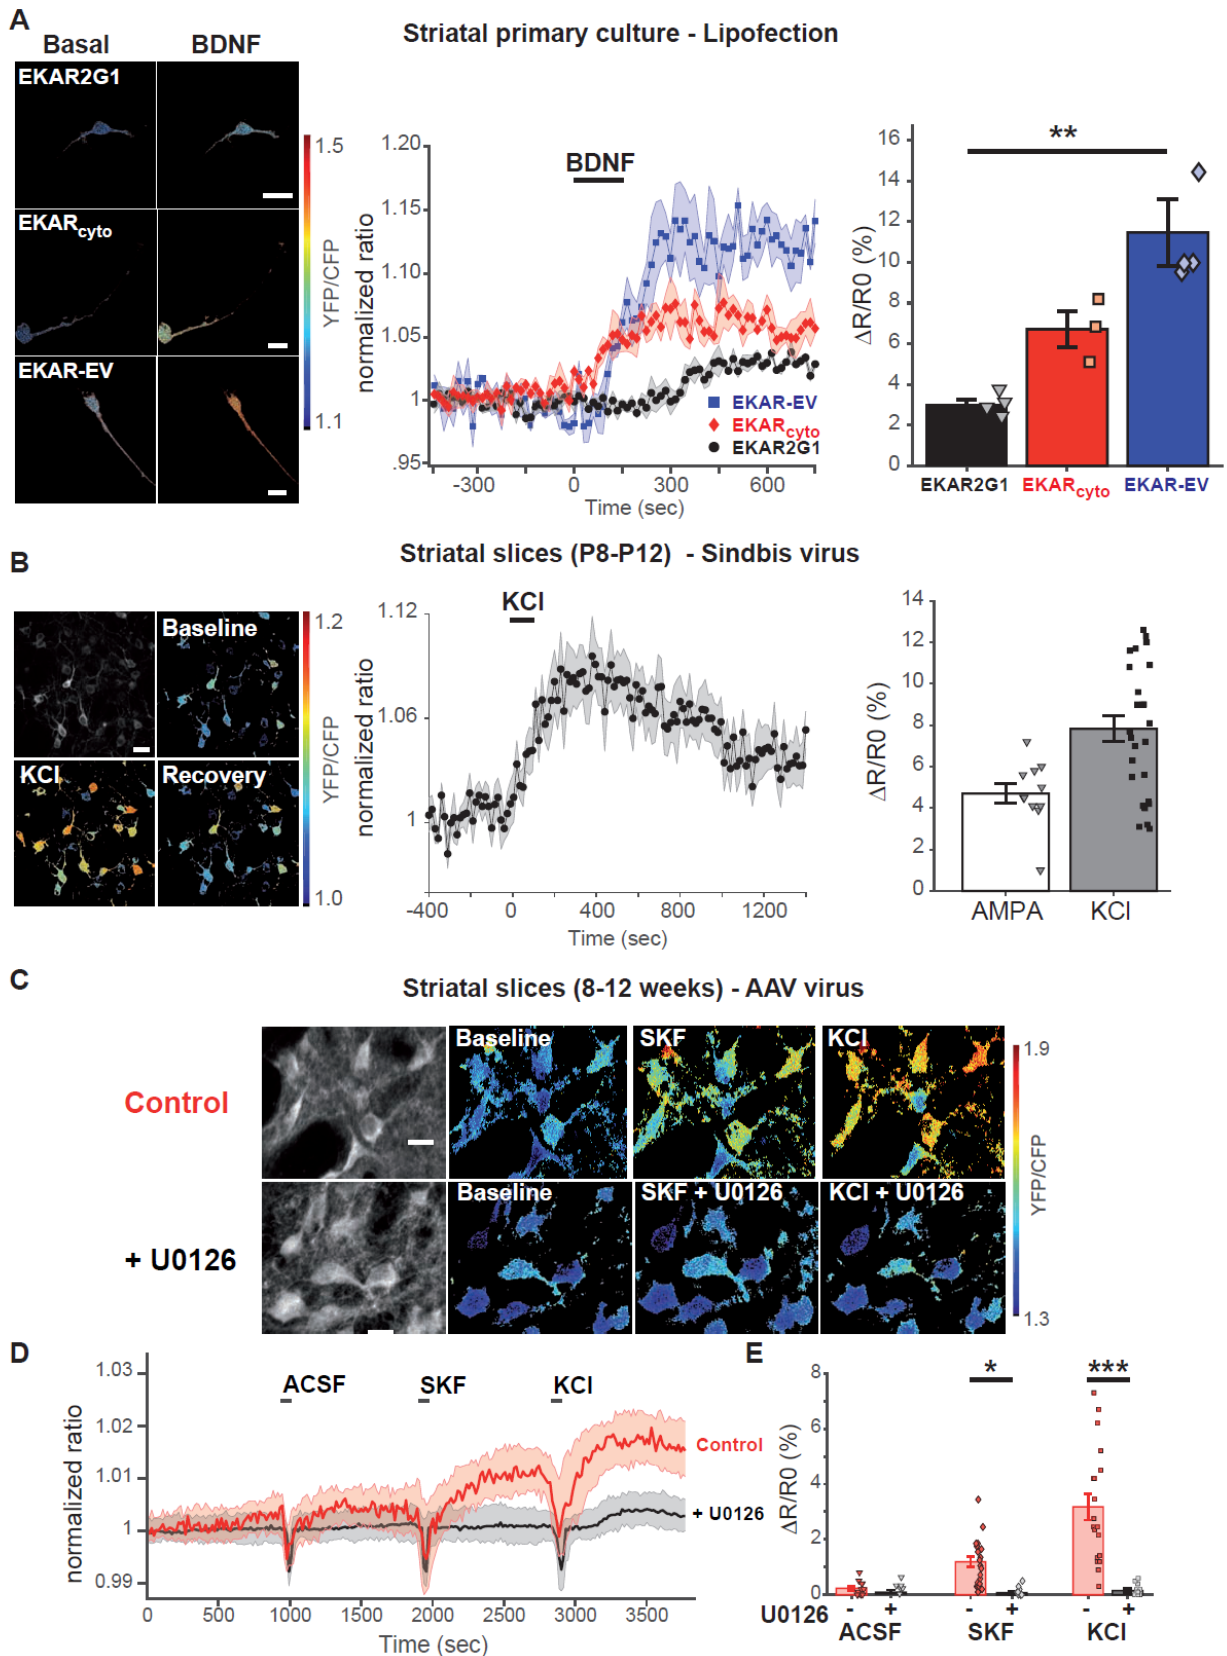 A
Striatal primary culture - Lipofection
Basal
BDNF
EKAR2G1
EKARcyto
EKAR-EV
1.5
YFP/CFP
1.1
1.20
1.10
1.05
1
.95
normalized ratio
BDNF
EKAR-EV
EKARcyto
EKAR2G1
-300
0
300
600
Time (sec)
16
14
12
10
8
6
4
2
0
ΔR/R0 (%)
**
EKAR2G1
EKARcyto
EKAR-EV
B
Striatal slices (P8-P12) - Sindbis virus
Baseline
KCl
Recovery
1.2
YFP/CFP
1.0
1.12
1.06
1
normalized ratio
KCl
-400
0
400
800
1200
Time (sec)
14
12
10
8
6
4
2
0
ΔR/R0 (%)
AMPA
KCl
C
Striatal slices (8-12 weeks) - AAV virus
Control
Baseline
SKF
KCl
+ U0126
Baseline
SKF + U0126
KCl + U0126
1.9
YFP/CFP
1.3
D
1.03
1.02
1.01
1
0.99
normalized ratio
ACSF
SKF
KCl
Control
+ U0126
0
500
1000
1500
2000
2500
3000
3500
Time (sec)
E
8
6
4
2
0
ΔR/R0 (%)
*
***
U0126 - + - + - +
ACSF
SKF
KCl